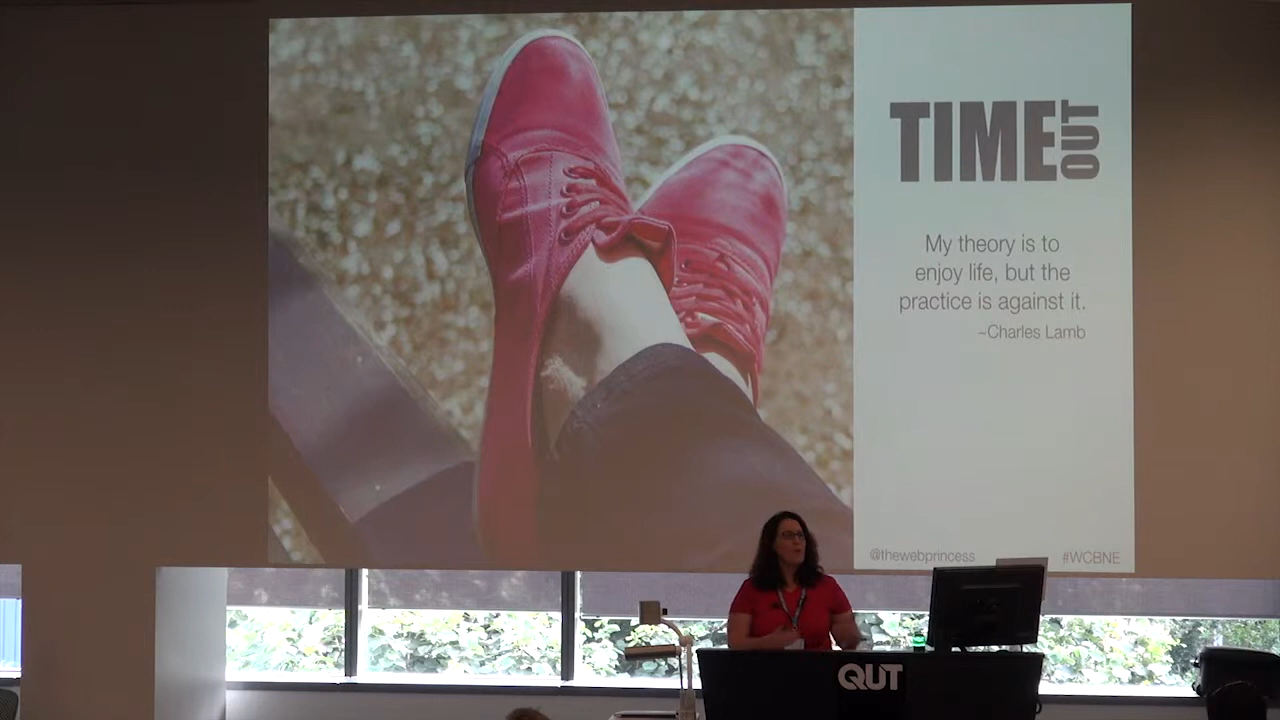 TIME OUT
My theory is to
enjoy life, but the
practice is against it.
~Charles Lamb
@thewebprincess #WCBNE
QUT